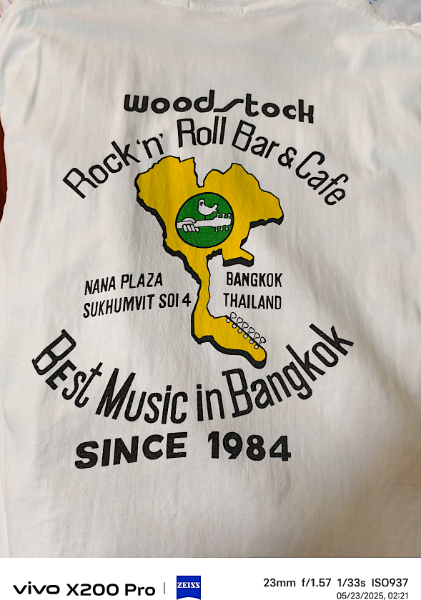 woodstock
Rock 'n' Roll Bar & Cafe
NANA PLAZA
SUKHUMVIT SOI 4
BANGKOK
THAILAND
Best Music in Bangkok
SINCE 1984
vivo X200 Pro
ZEISS
23mm f/1.57 1/33s ISO937
05/23/2025, 02:21